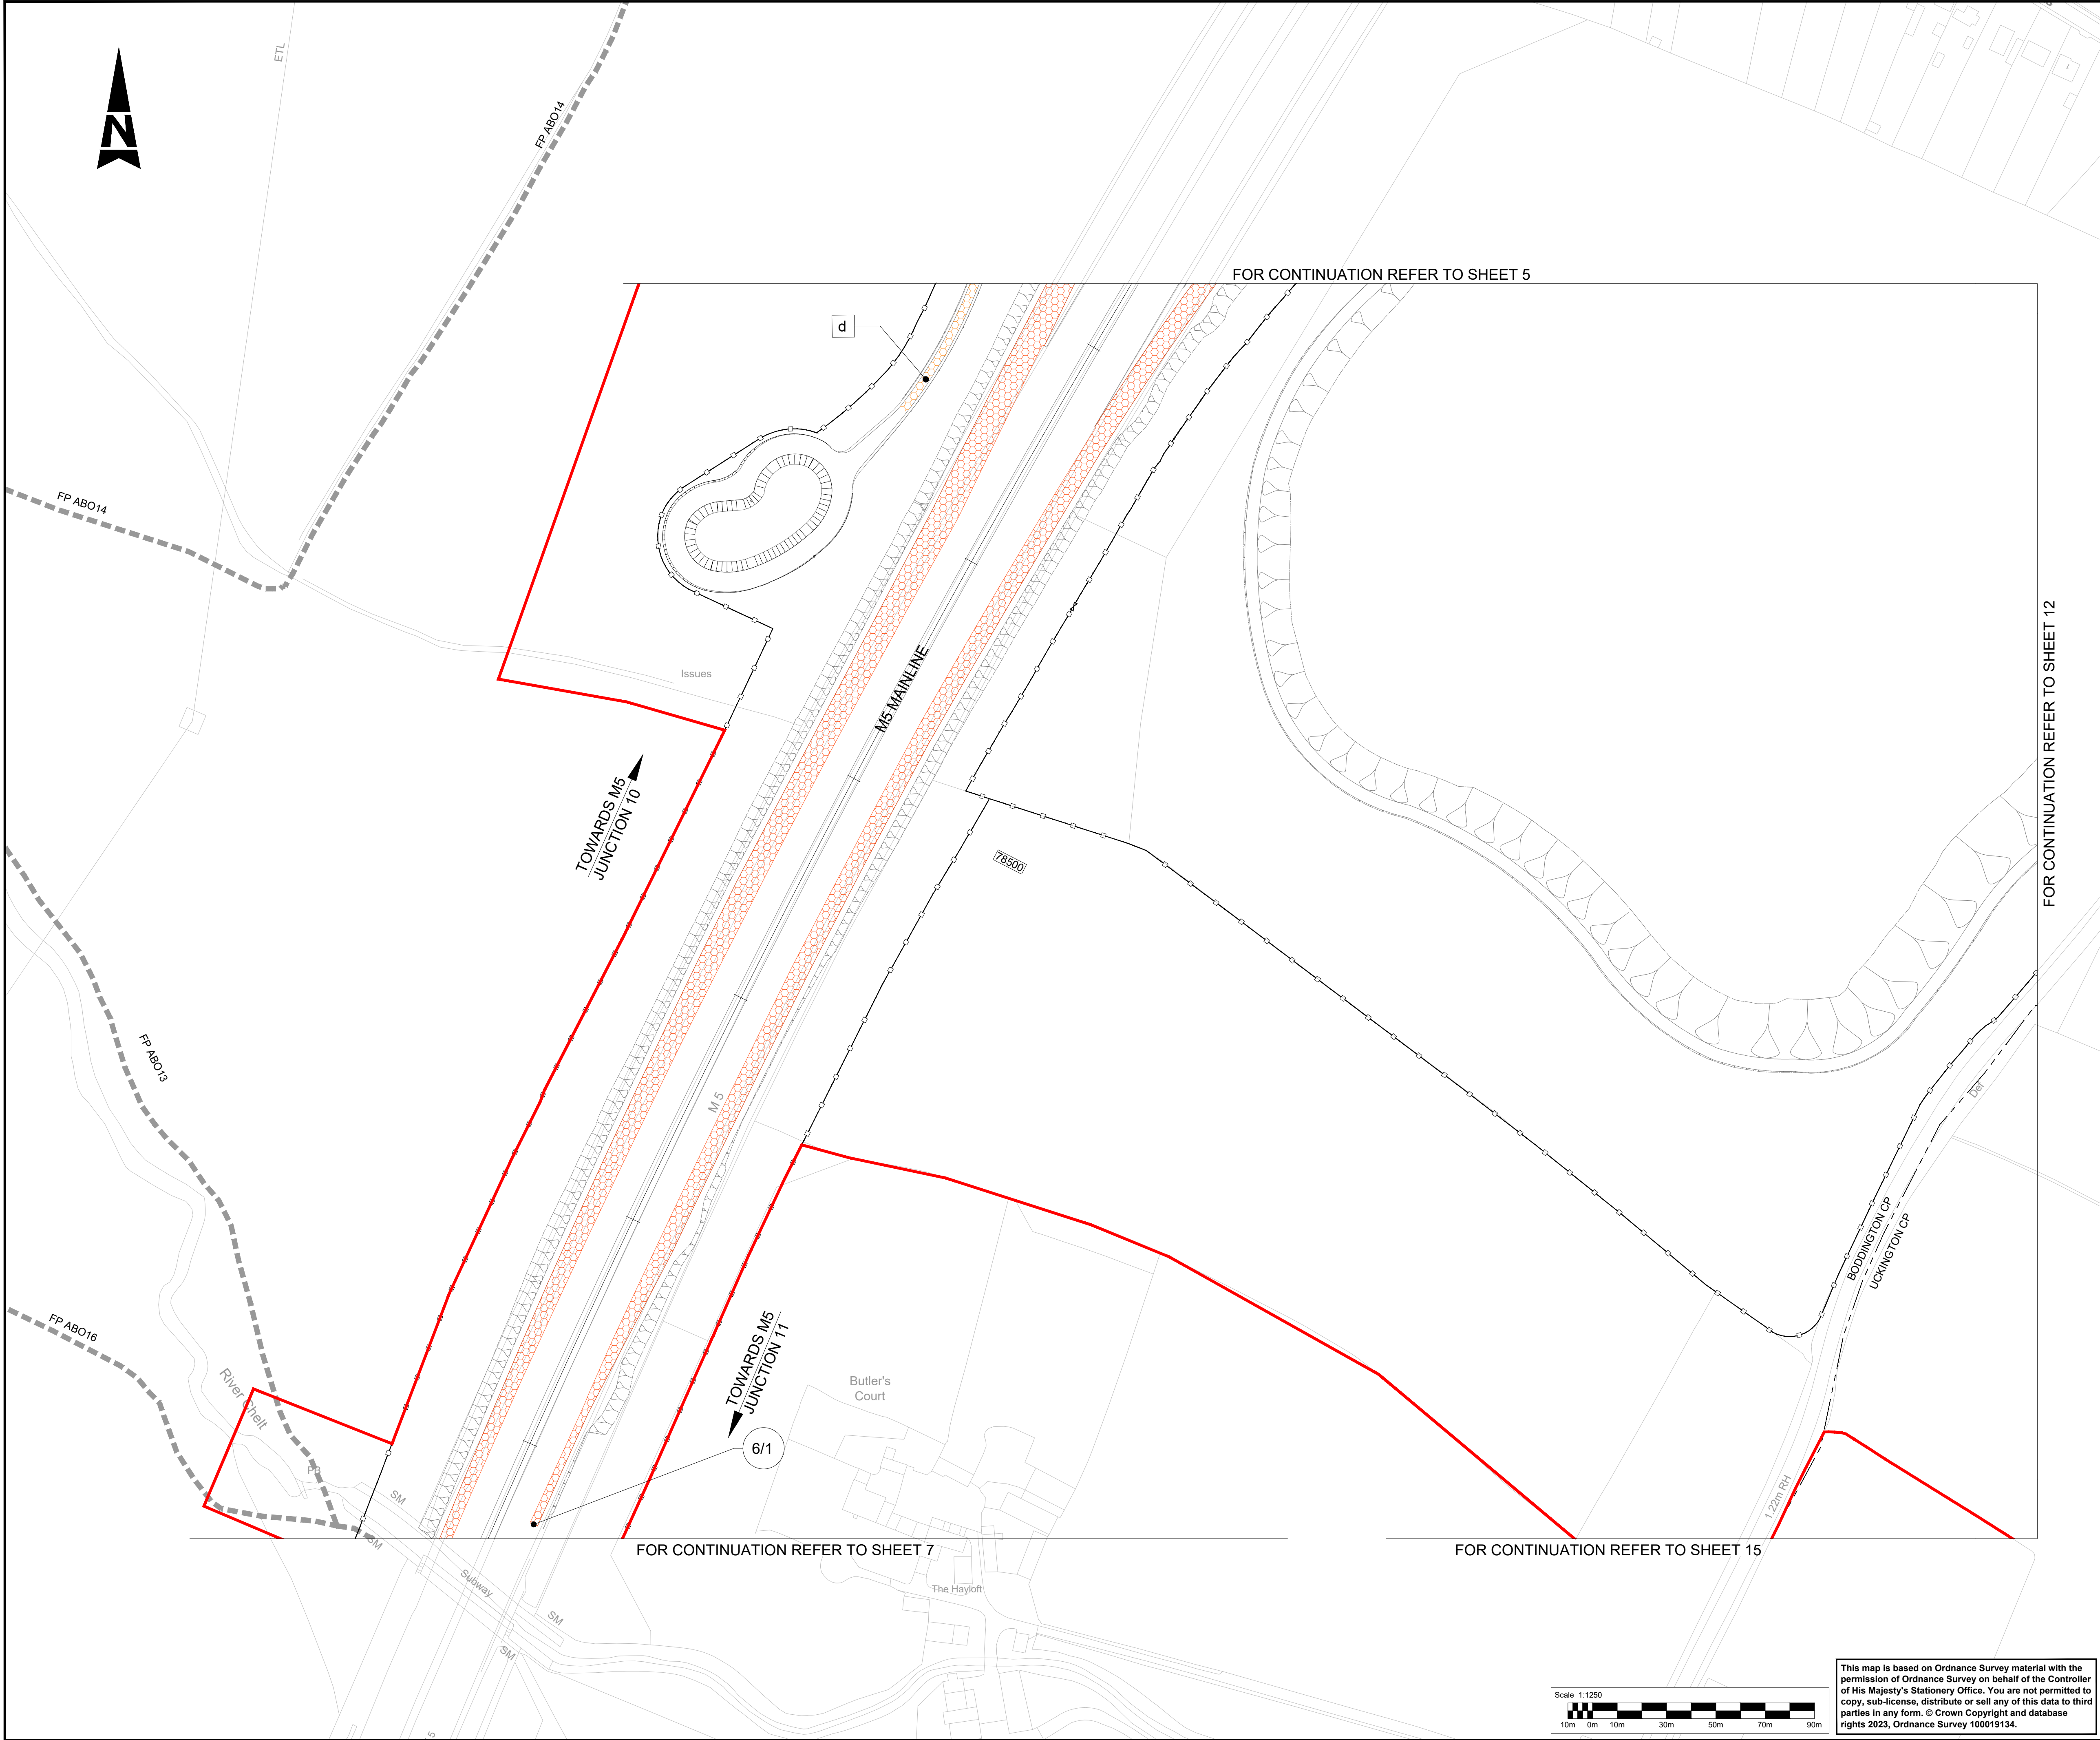 ETL
FP ABO14
N
FOR CONTINUATION REFER TO SHEET 5
d
FP ABO14
FOR CONTINUATION REFER TO SHEET 12
Issues
M5 MAINLINE
TOWARDS M5
JUNCTION 10
78500
FP ABO13
M 5
Def
BODDINGTON CP
UCKINGTON CP
FP ABO16
River Chelt
TOWARDS M5
JUNCTION 11
Butler's
Court
6/1
FB
SM
1.22m RH
SM
FOR CONTINUATION REFER TO SHEET 7
FOR CONTINUATION REFER TO SHEET 15
Subway
The Hayloft
SM
SM
Scale 1:1250
10m 0m 10m 30m 50m 70m 90m
This map is based on Ordnance Survey material with the
permission of Ordnance Survey on behalf of the Controller
of His Majesty's Stationery Office. You are not permitted to
copy, sub-license, distribute or sell any of this data to third
parties in any form. © Crown Copyright and database
rights 2023, Ordnance Survey 100019134.
5